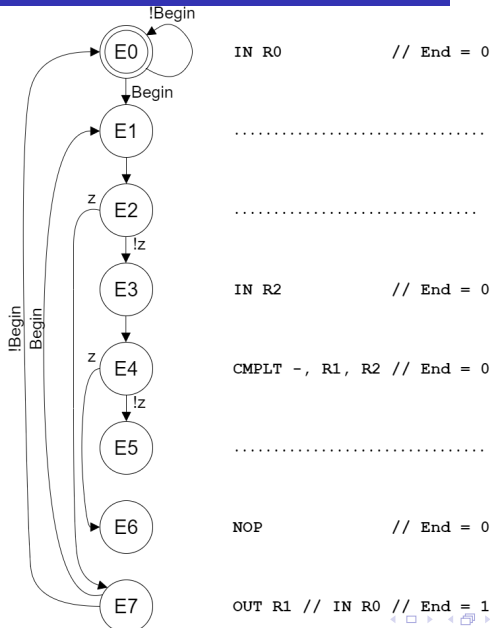 !Begin
E0 IN R0 // End = 0
Begin
E1 ...............................
z
E2 ..............................
!z
E3 IN R2 // End = 0
!Begin
Begin
z
E4 CMPLT -, R1, R2 // End = 0
!z
E5 ...............................
E6 NOP // End = 0
E7 OUT R1 // IN R0 // End = 1